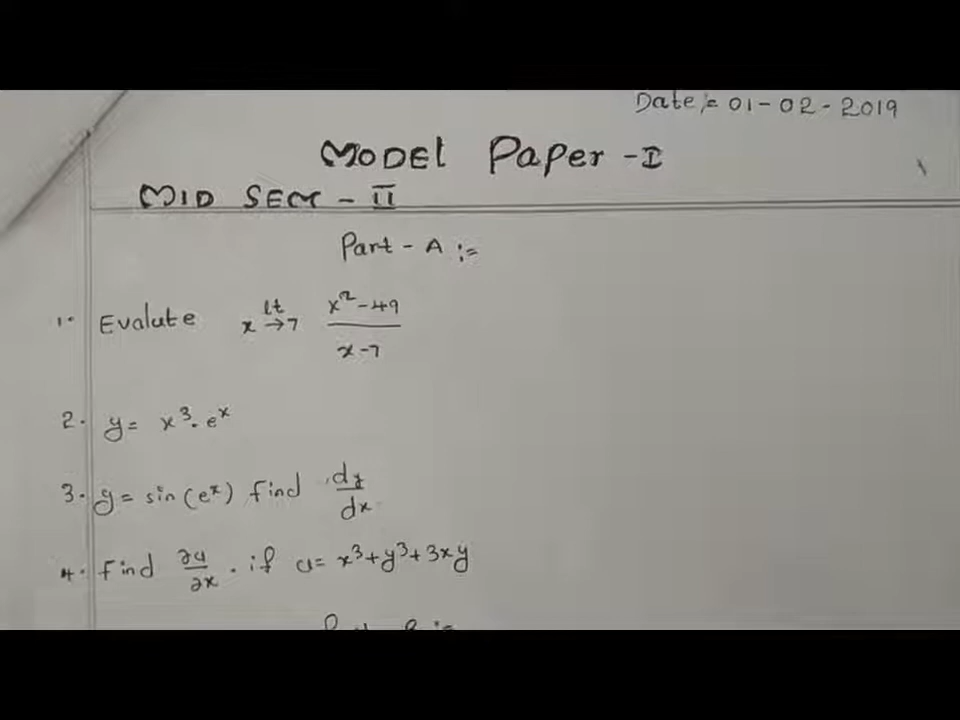 Date:= 01-02-2019
MODEL Paper - I
MID SEM - II
Part - A :=
1. Evalute lt x→7 x²-49 / x-7
2. y= x³. eˣ
3. y= sin(eˣ) find dy/dx
4. Find ∂u/∂x . if u= x³+y³+3xy